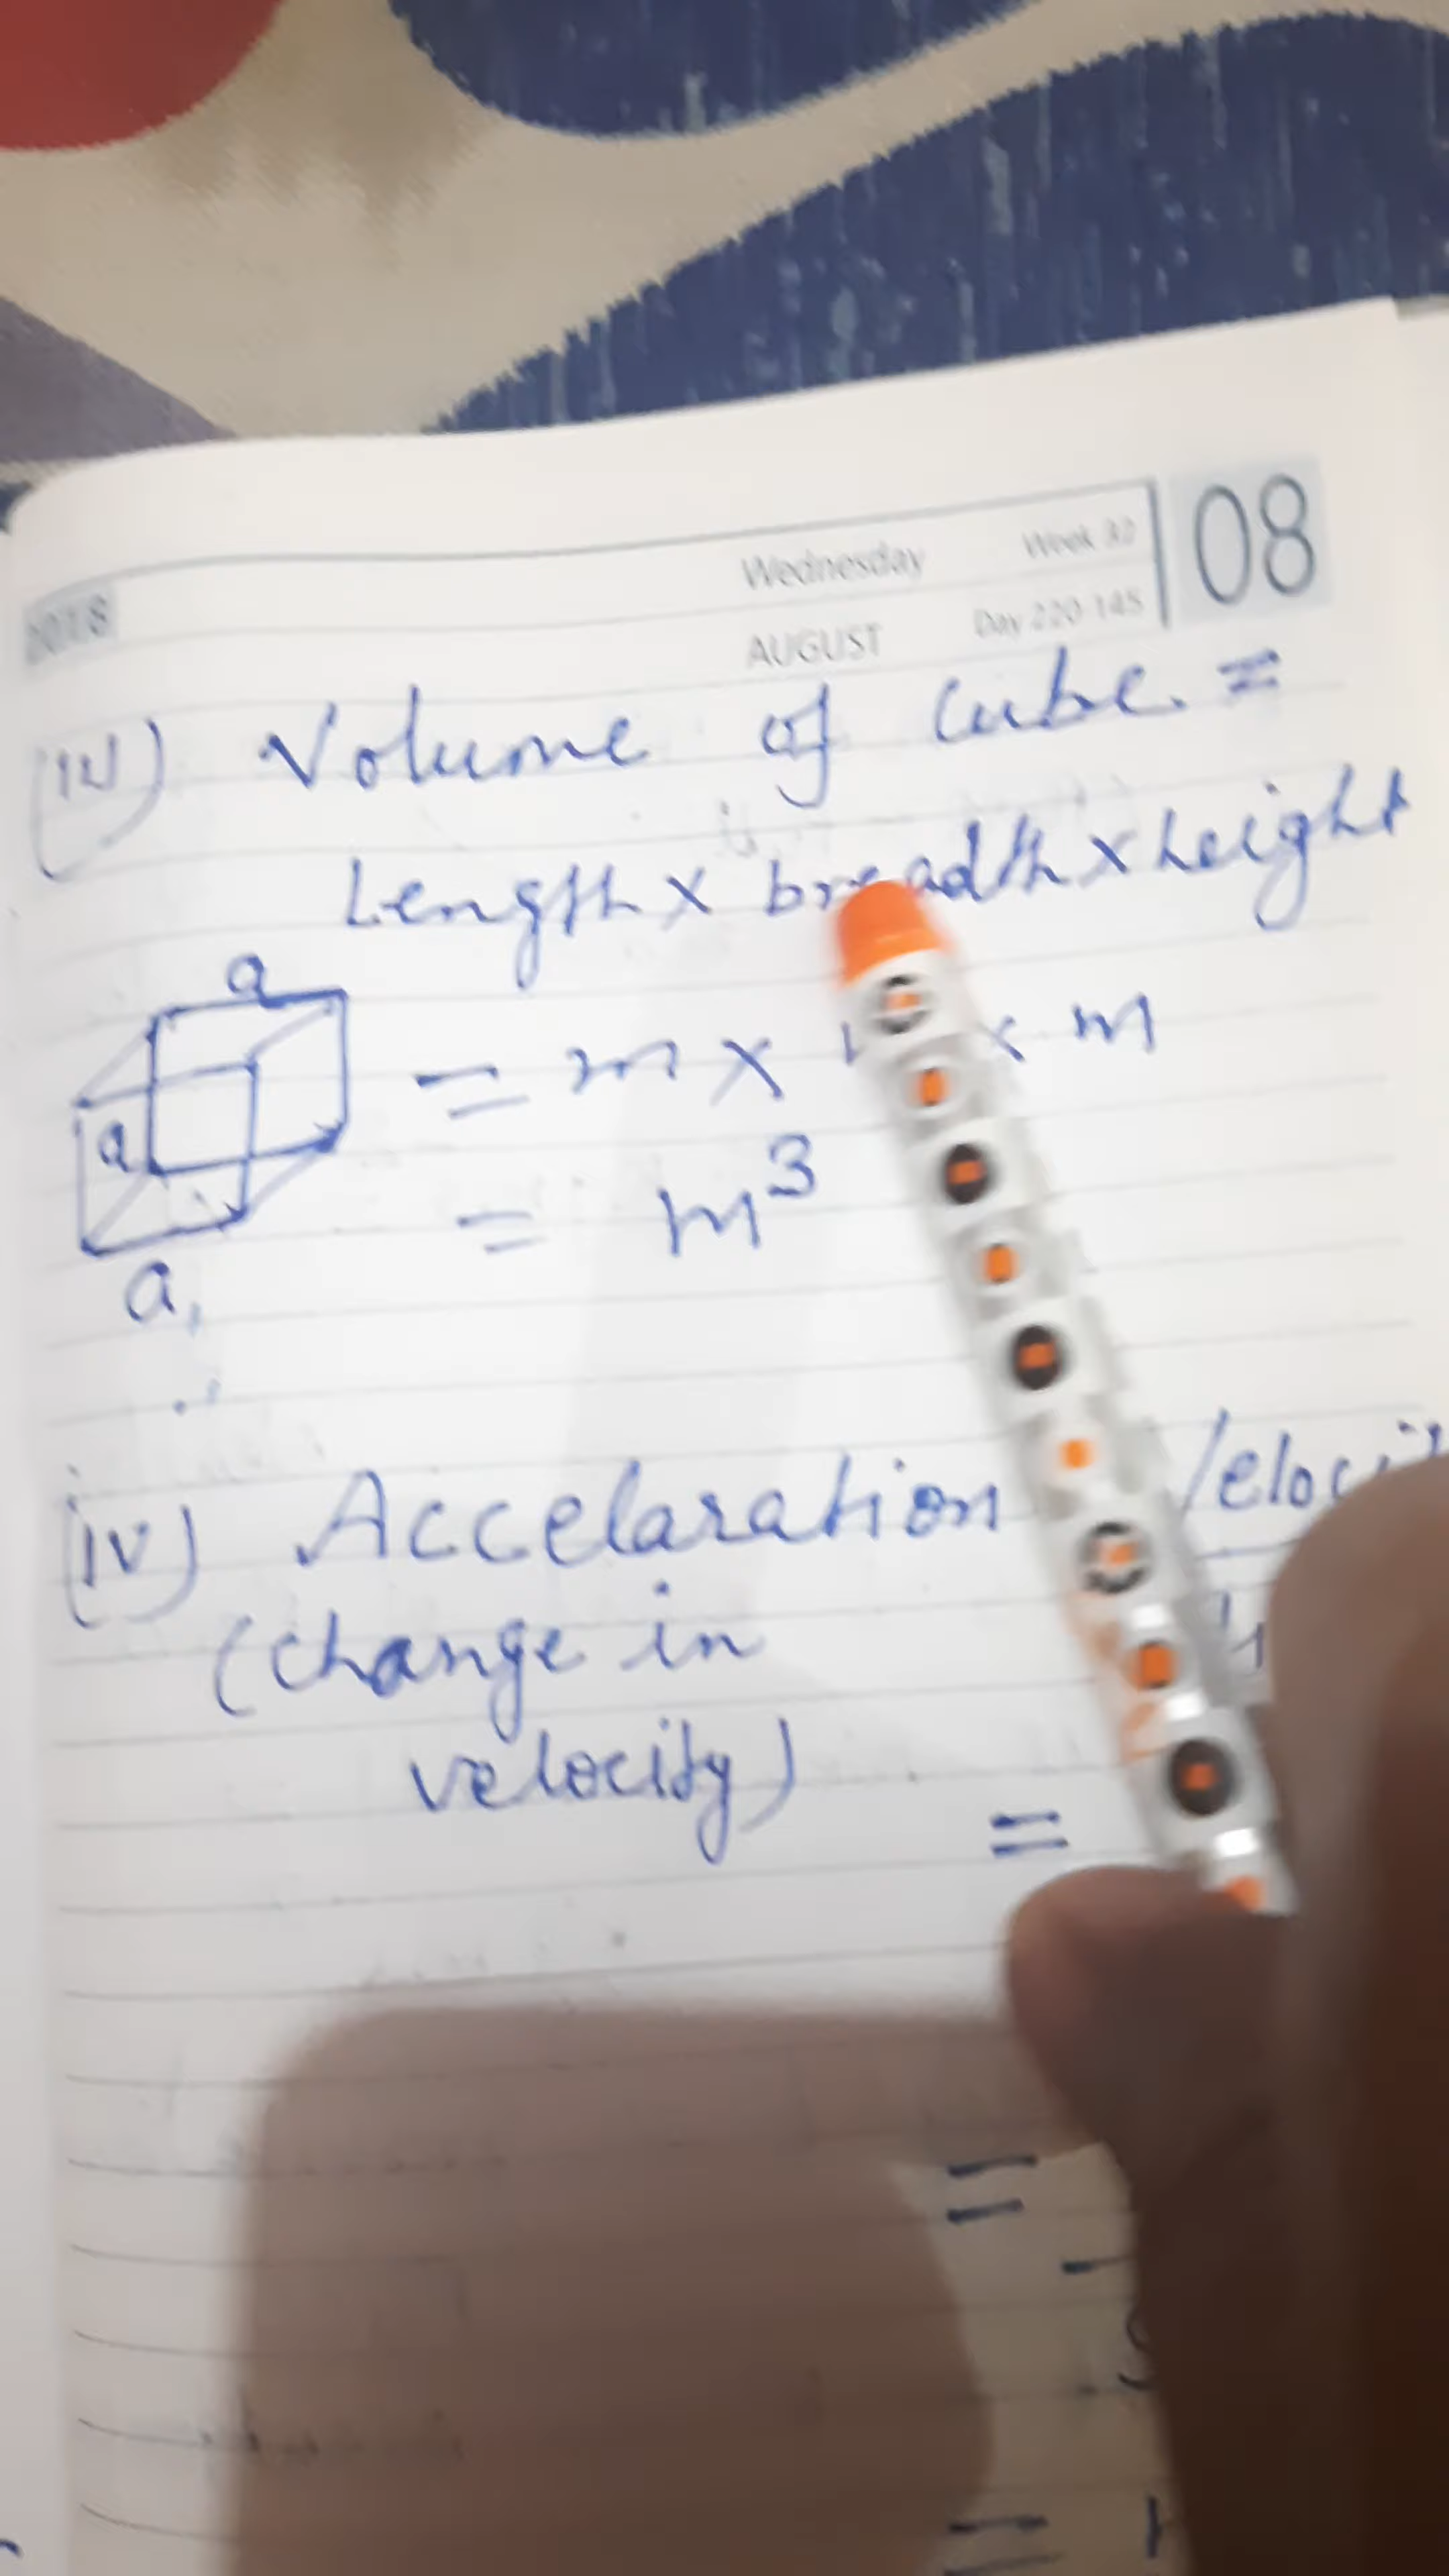 2018
Wednesday Week 32 08
AUGUST Day 220-145
(iv) Volume of Cube =
Length x breadth x height
a
= m x x m
a
= m³
a,
(iv) Accelaration
(Change in
velocity)
=
=
=